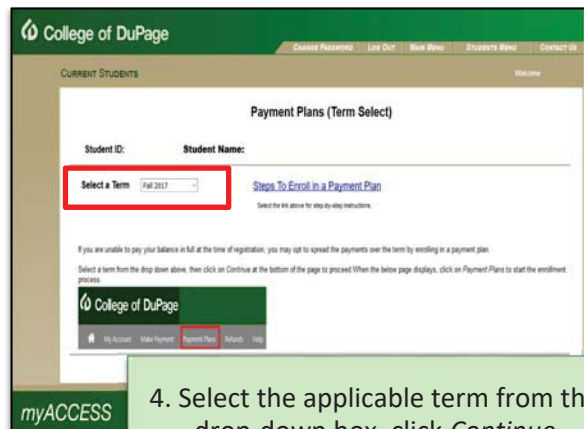 College of DuPage
CHANGE PASSWORD LOG OUT MAIN MENU STUDENTS MENU CONTACT US
CURRENT STUDENTS Welcome
Payment Plans (Term Select)
Student ID: Student Name:
Select a Term Fall 2017 Steps To Enroll in a Payment Plan
Select the link above for step-by-step instructions.
If you are unable to pay your balance in full at the time of registration, you may opt to spread the payments over the term by enrolling in a payment plan.
Select a term from the drop down above, then click on Continue at the bottom of the page to proceed When the below page displays, click on Payment Plans to start the enrollment
process.
College of DuPage
My Account Make Payment Payment Plans Refunds Help
myACCESS
4. Select the applicable term from th
drop-down box, click Continue